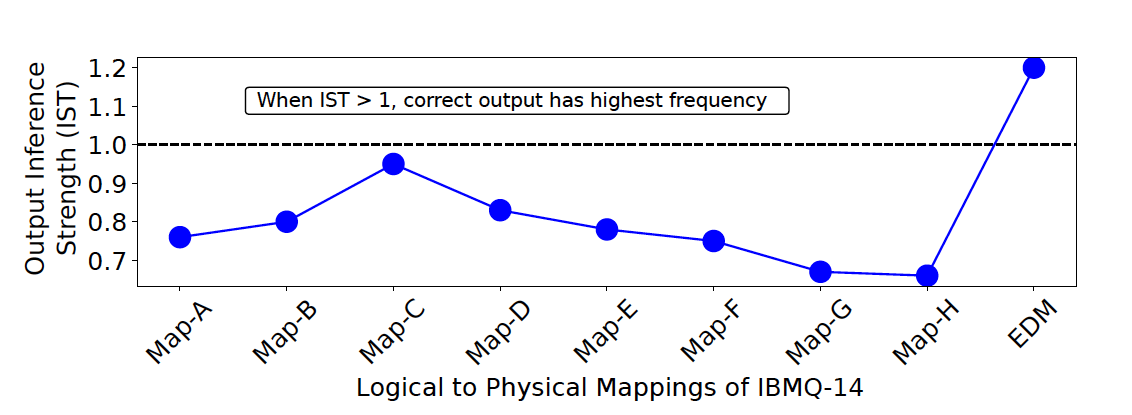 Output Inference
Strength (IST)
1.2
1.1
1.0
0.9
0.8
0.7
When IST > 1, correct output has highest frequency
Map-A
Map-B
Map-C
Map-D
Map-E
Map-F
Map-G
Map-H
EDM
Logical to Physical Mappings of IBMQ-14